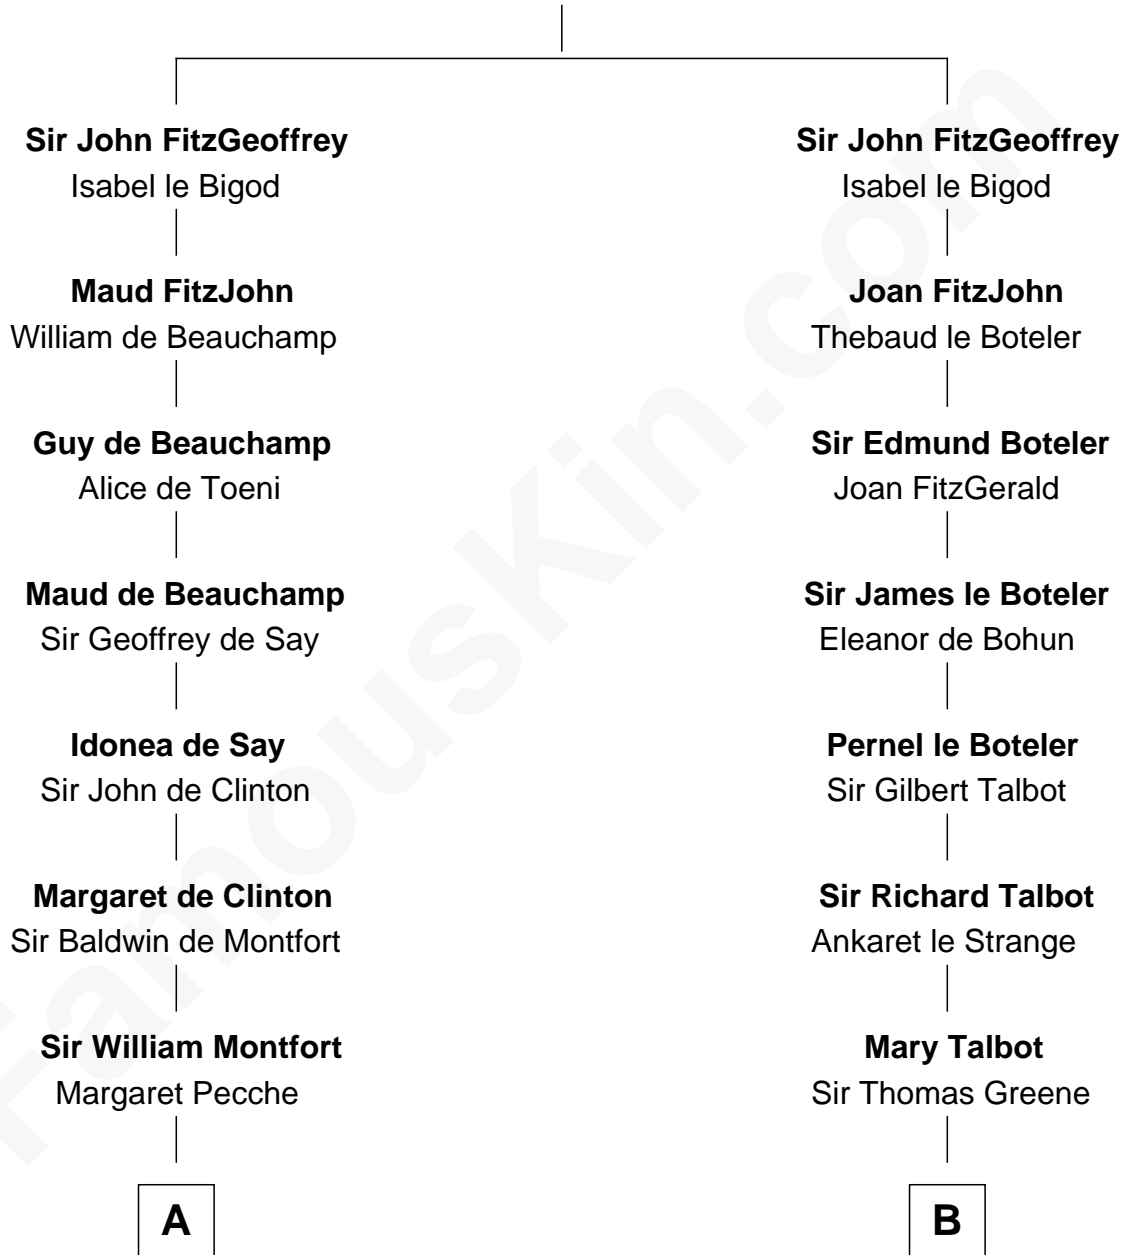 Sir John FitzGeoffrey
Isabel le Bigod
Maud FitzJohn
William de Beauchamp
Guy de Beauchamp
Alice de Toeni
Maud de Beauchamp
Sir Geoffrey de Say
Idonea de Say
Sir John de Clinton
Margaret de Clinton
Sir Baldwin de Montfort
Sir William Montfort
Margaret Pecche
A
Sir John FitzGeoffrey
Isabel le Bigod
Joan FitzJohn
Thebaud le Boteler
Sir Edmund Boteler
Joan FitzGerald
Sir James le Boteler
Eleanor de Bohun
Pernel le Boteler
Sir Gilbert Talbot
Sir Richard Talbot
Ankaret le Strange
Mary Talbot
Sir Thomas Greene
B
FamousKin.com